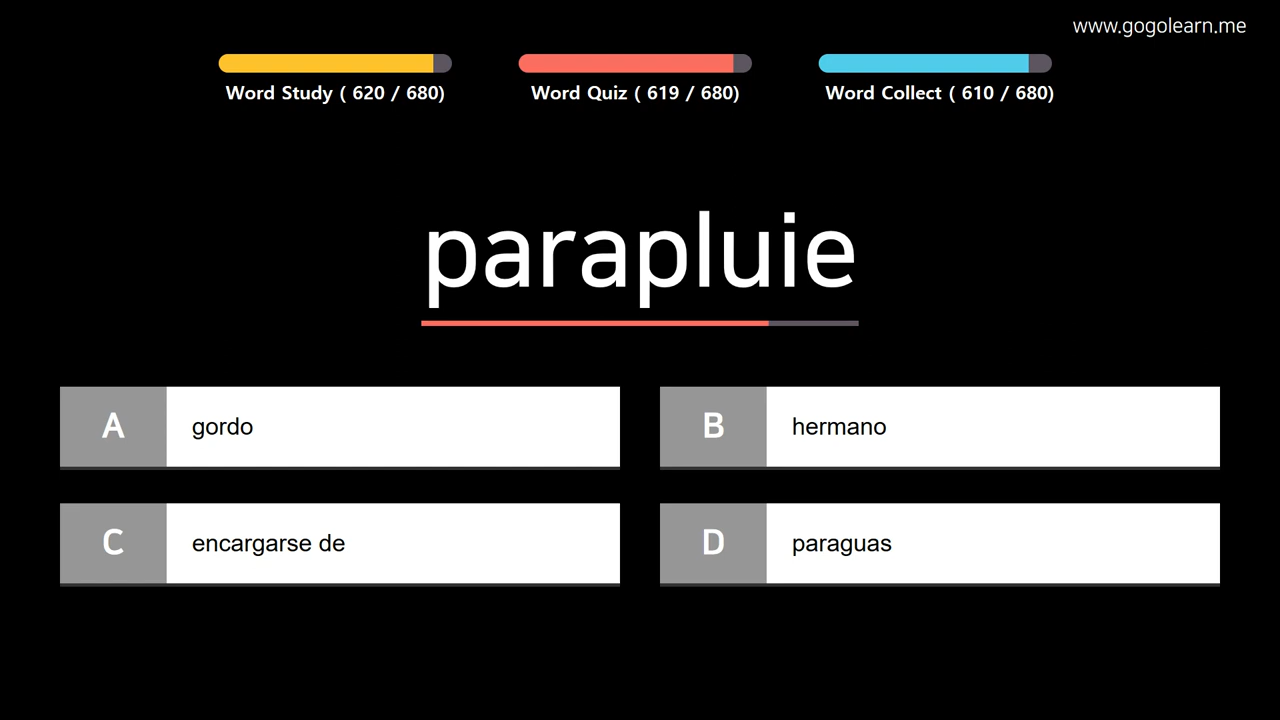 www.gogolearn.me
Word Study ( 620 / 680)
Word Quiz ( 619 / 680)
Word Collect ( 610 / 680)
parapluie
A gordo
B hermano
C encargarse de
D paraguas